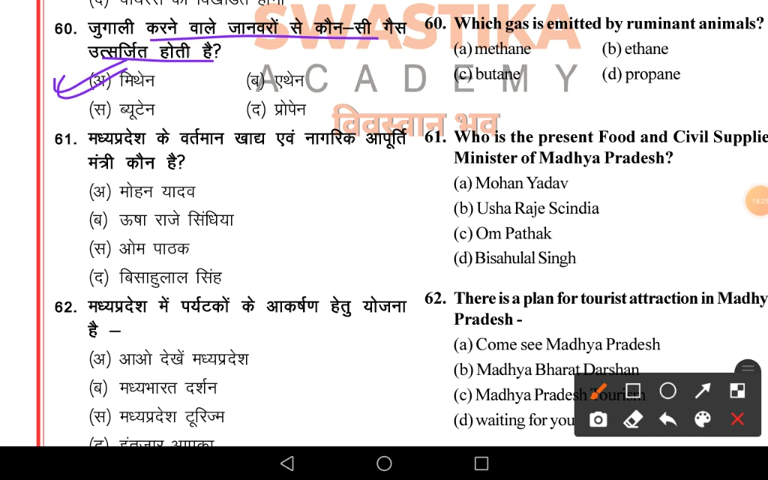 SWASTIKA
ACADEMY
विवस्वान भव
60. जुगाली करने वाले जानवरों से कौन–सी गैस
उत्सर्जित होती है?
(अ) मिथेन (ब) एथेन
(स) ब्यूटेन (द) प्रोपेन
61. मध्यप्रदेश के वर्तमान खाद्य एवं नागरिक आपूर्ति
मंत्री कौन है?
(अ) मोहन यादव
(ब) ऊषा राजे सिंधिया
(स) ओम पाठक
(द) बिसाहुलाल सिंह
62. मध्यप्रदेश में पर्यटकों के आकर्षण हेतु योजना
है –
(अ) आओ देखें मध्यप्रदेश
(ब) मध्यभारत दर्शन
(स) मध्यप्रदेश टूरिज्म
60. Which gas is emitted by ruminant animals?
(a) methane (b) ethane
(c) butane (d) propane
61. Who is the present Food and Civil Supplie
Minister of Madhya Pradesh?
(a) Mohan Yadav
(b) Usha Raje Scindia
(c) Om Pathak
(d) Bisahulal Singh
62. There is a plan for tourist attraction in Madhy
Pradesh -
(a) Come see Madhya Pradesh
(b) Madhya Bharat Darshan
(c) Madhya Pradesh Tourism
(d) waiting for you